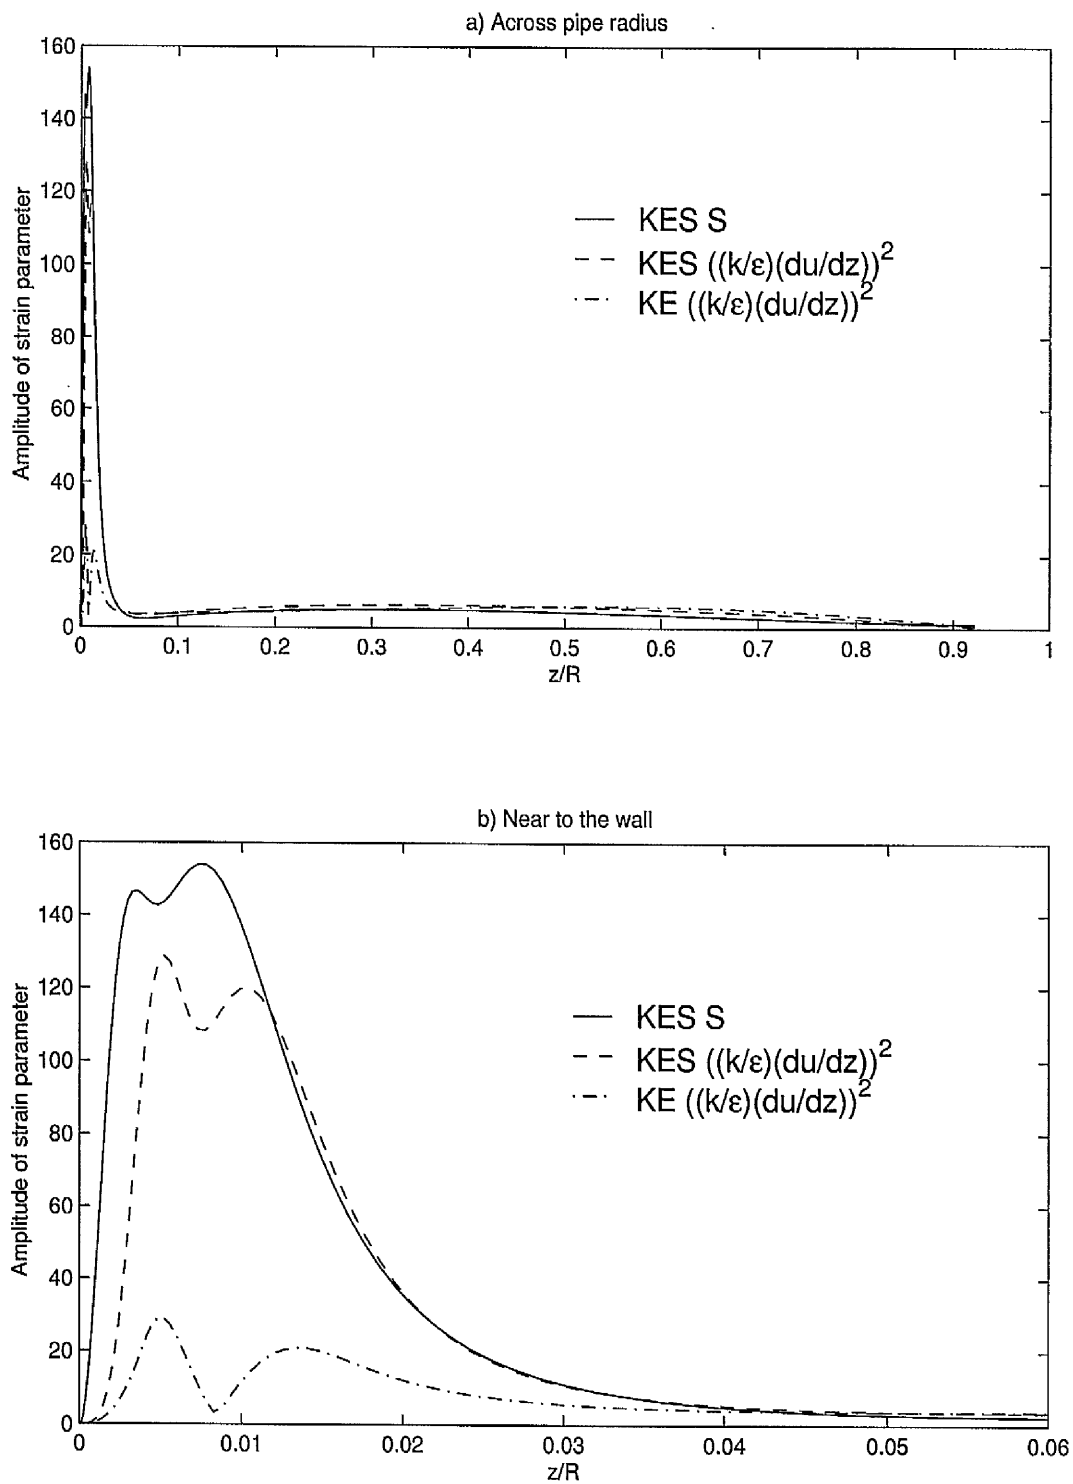 a) Across pipe radius
160
140
120
100
80
60
40
20
0
Amplitude of strain parameter
KES S
KES ((k/ε)(du/dz))²
KE ((k/ε)(du/dz))²
0 0.1 0.2 0.3 0.4 0.5 0.6 0.7 0.8 0.9 1
z/R
b) Near to the wall
160
140
120
100
80
60
40
20
0
Amplitude of strain parameter
KES S
KES ((k/ε)(du/dz))²
KE ((k/ε)(du/dz))²
0 0.01 0.02 0.03 0.04 0.05 0.06
z/R